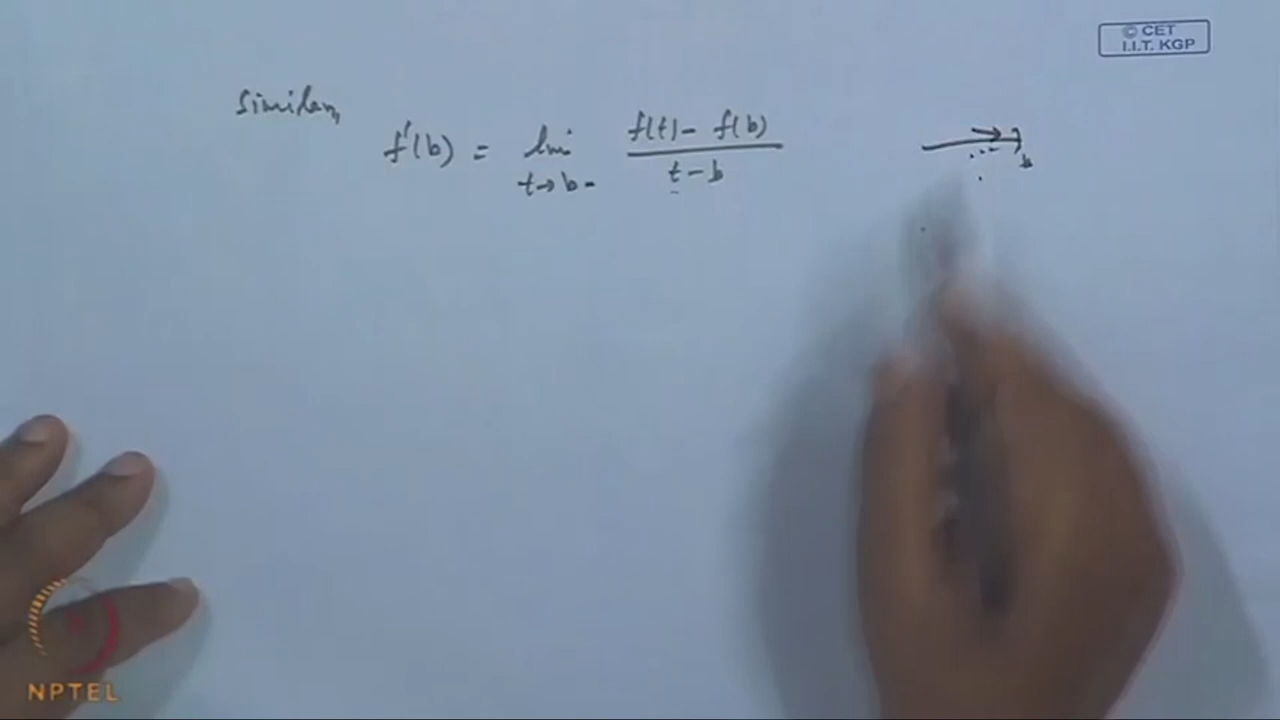 © CET
I.I.T. KGP
Similarly
f'(b) = lim t→b- f(t) - f(b) / t - b
b
NPTEL